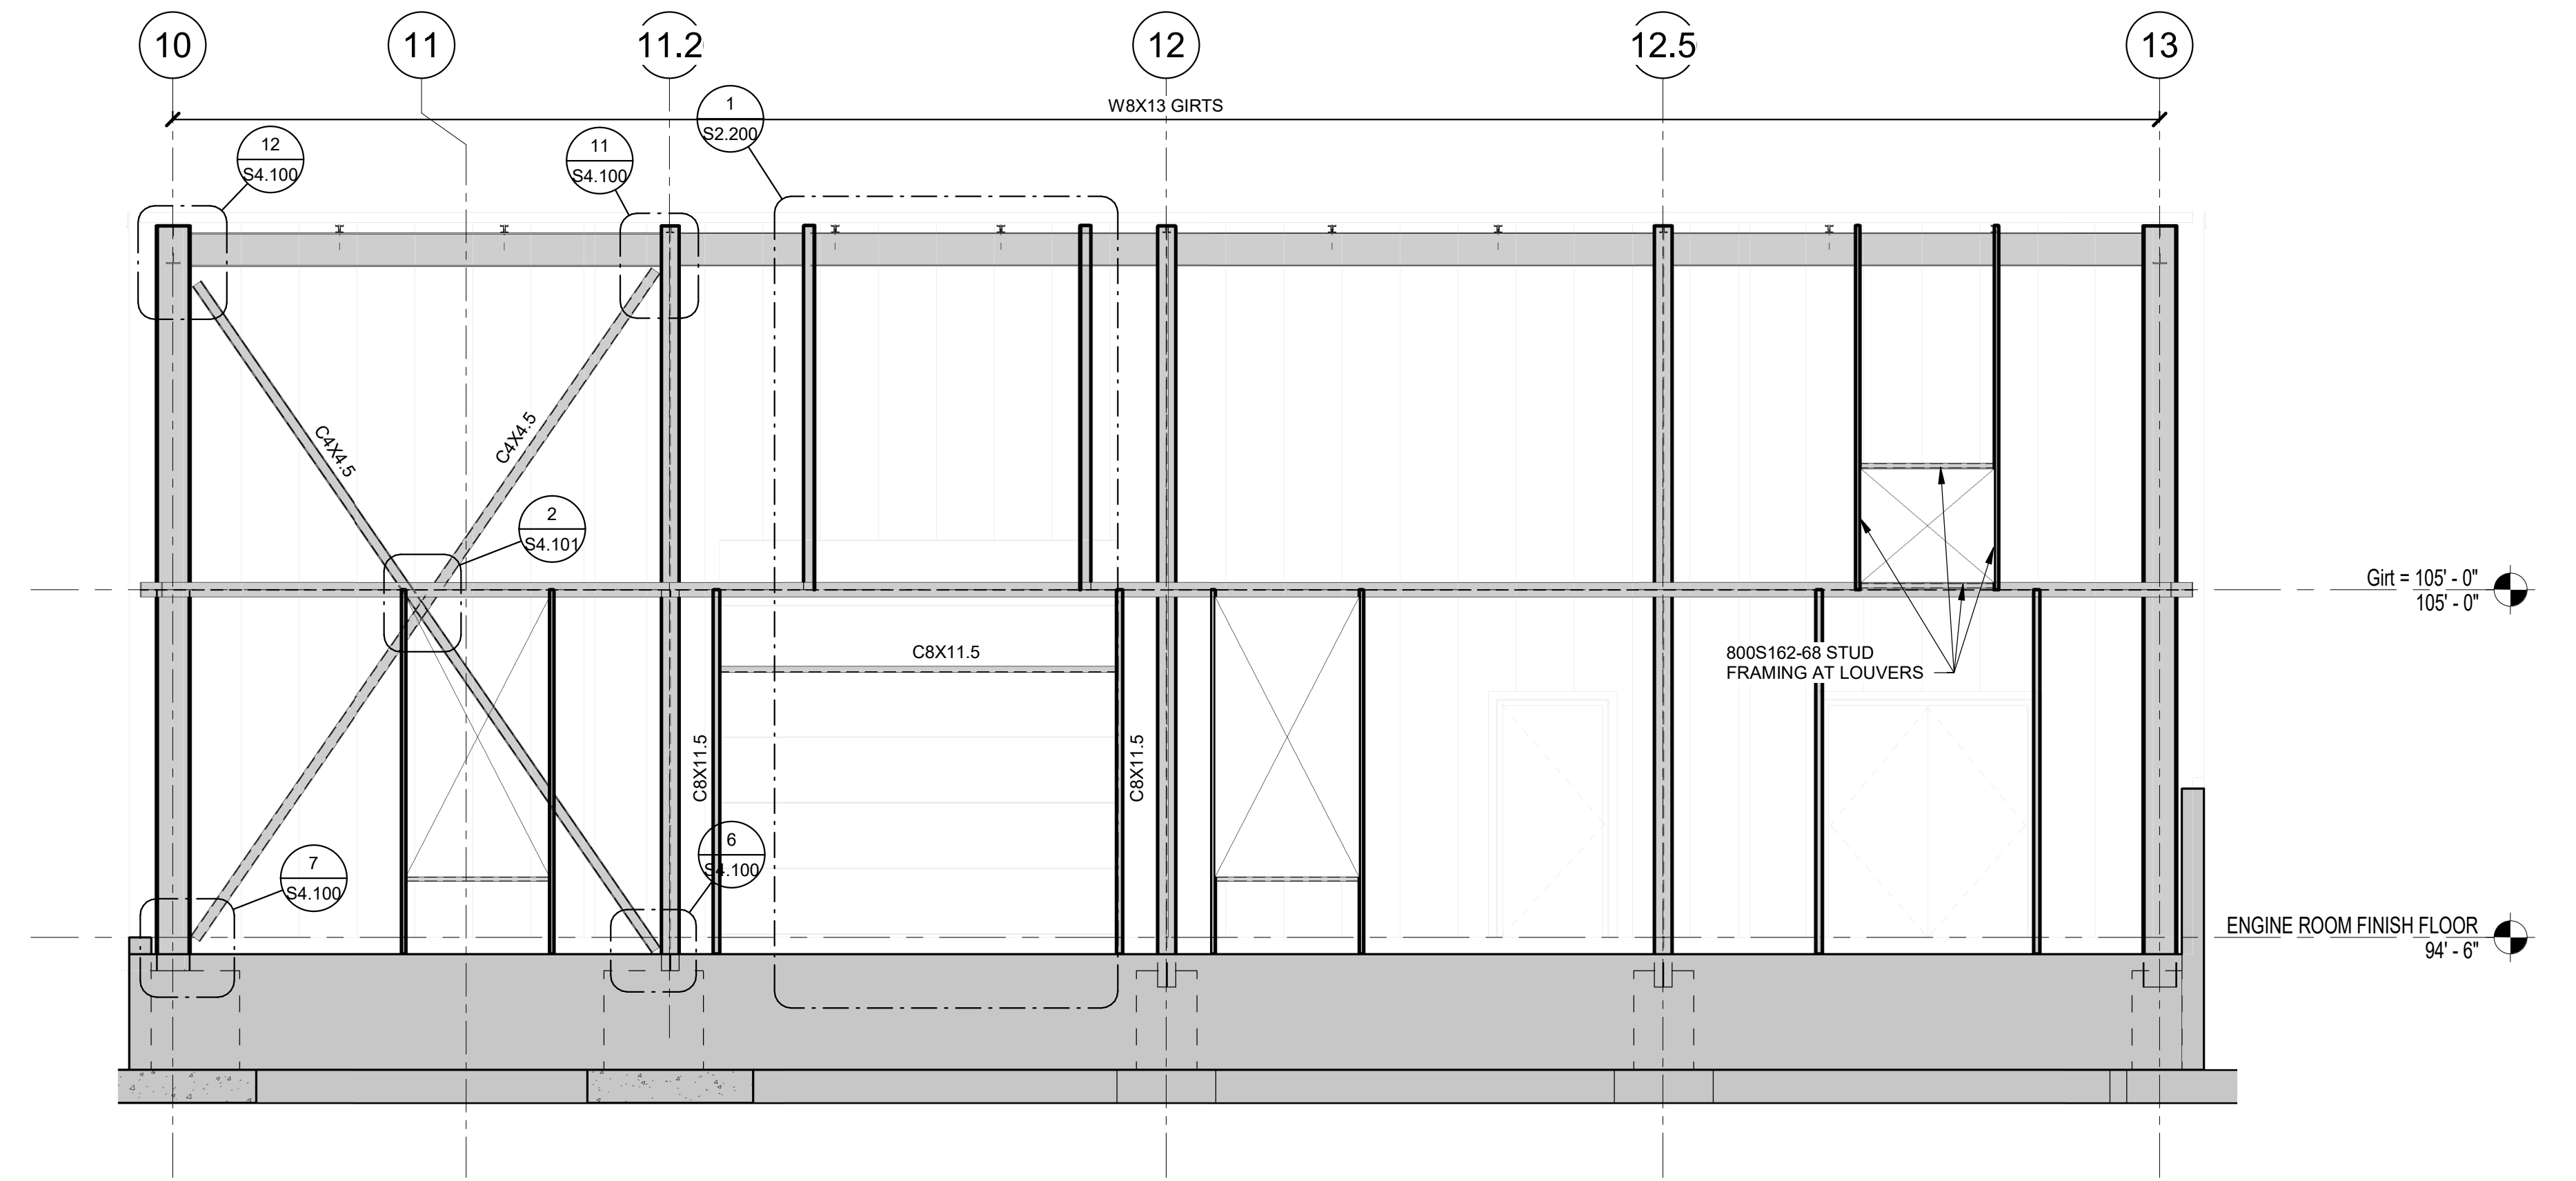 10
11
11.2
12
12.5
13
W8X13 GIRTS
1
S2.200
12
S4.100
11
S4.100
C4X4.5
C4X4.5
2
S4.101
Girt = 105' - 0"
105' - 0"
C8X11.5
800S162-68 STUD
FRAMING AT LOUVERS
C8X11.5
C8X11.5
6
S4.100
7
S4.100
ENGINE ROOM FINISH FLOOR
94' - 6"